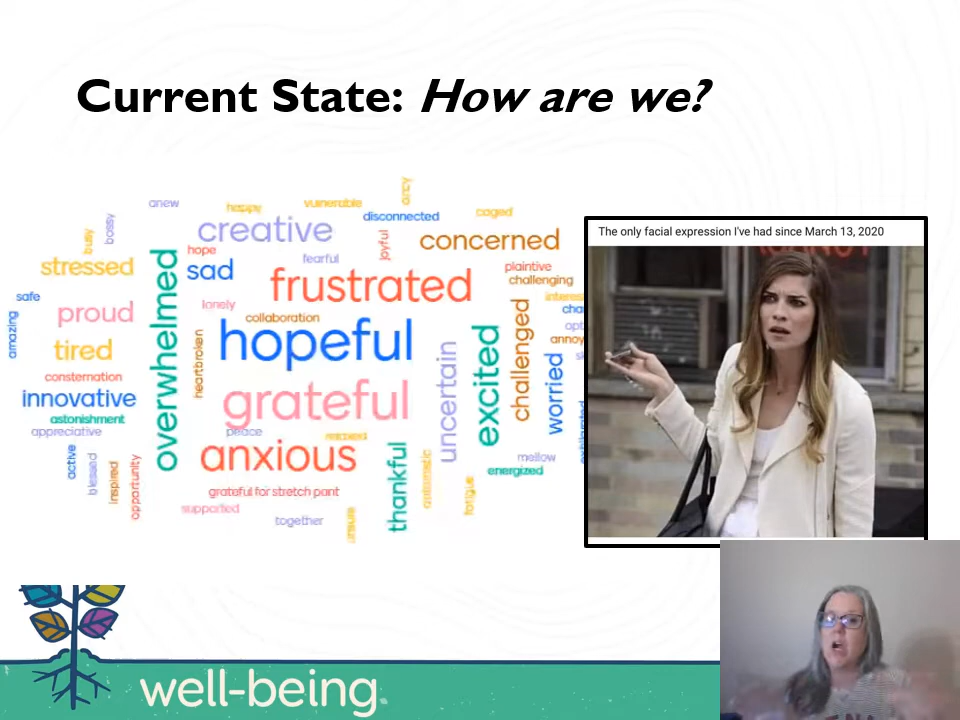 Current State: How are we?
anew
happy
vulnerable
disconnected
caged
busy
bossy
creative
joyful
concerned
hope
fearful
stressed
sad
frustrated
plaintive
challenging
safe
proud
overwhelmed
lonely
collaboration
amazing
tired
heartbroken
hopeful
uncertain
excited
challenged
worried
consternation
innovative
grateful
astonishment
appreciative
peace
anxious
thankful
mellow
energized
active
blessed
inspired
opportunity
grateful for stretch pant
supported
together
fatigue
unsure
The only facial expression I've had since March 13, 2020
well-being